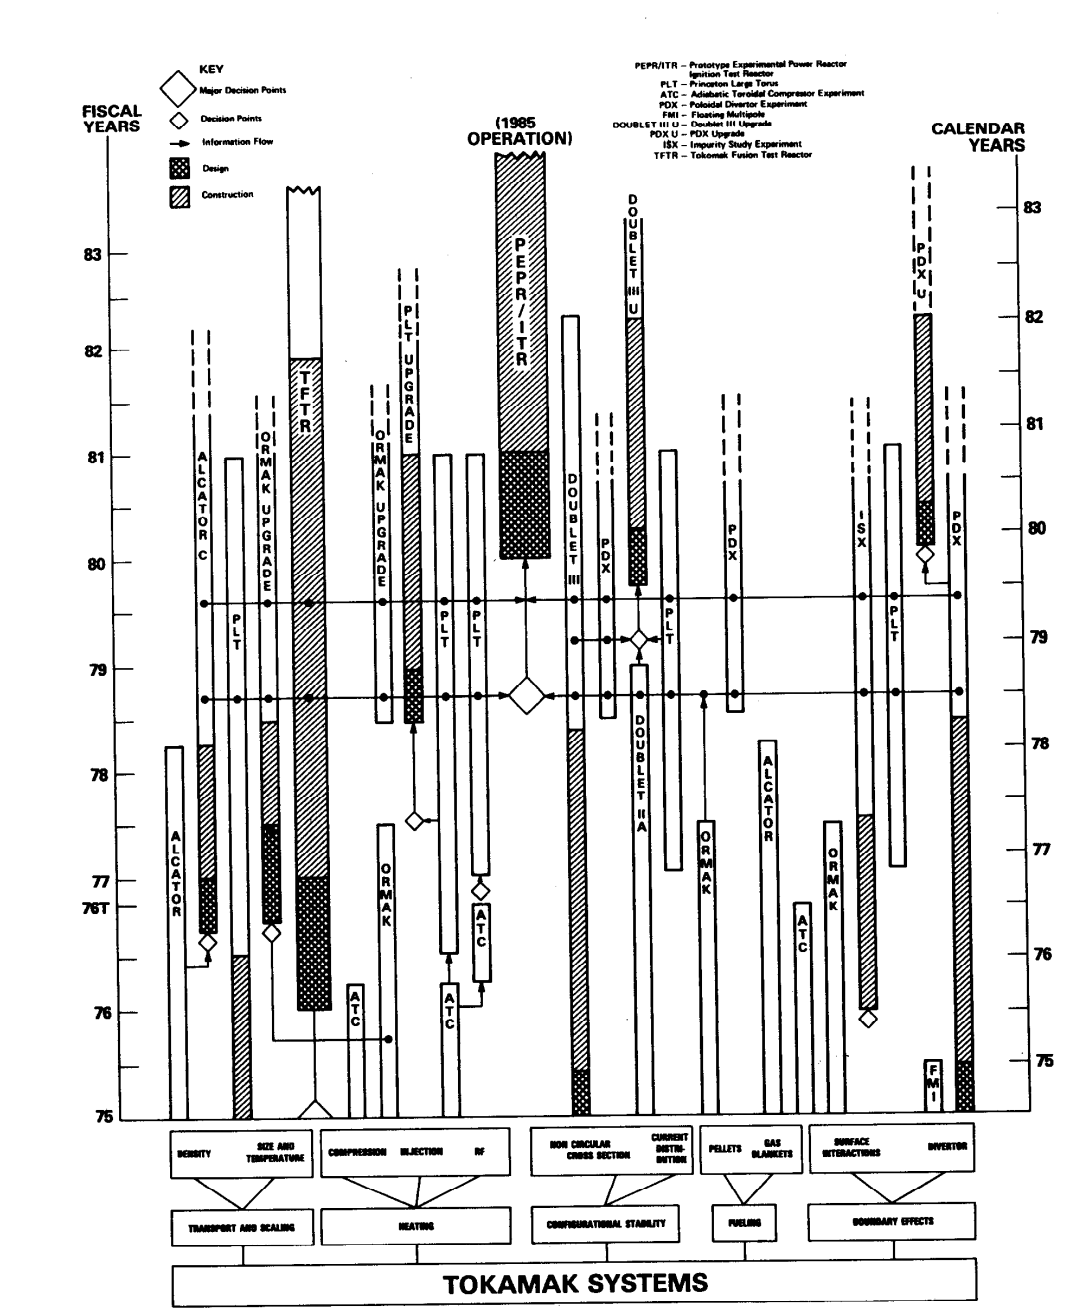 KEY
Major Decision Points
Decision Points
Information Flow
Design
Construction
PEPR/ITR – Prototype Experimental Power Reactor
Ignition Test Reactor
PLT – Princeton Large Torus
ATC – Adiabatic Toroidal Compressor Experiment
PDX – Poloidal Divertor Experiment
FMI – Floating Multipole
DOUBLET III U – Doublet III Upgrade
PDX U – PDX Upgrade
ISX – Impurity Study Experiment
TFTR – Tokomak Fusion Test Reactor
FISCAL
YEARS
(1985
OPERATION)
CALENDAR
YEARS
83
82
81
80
79
78
77
76T
76
75
83
82
81
80
79
78
77
76
75
ALCATOR
ALCATOR C
PLT
ORMAK UPGRADE
TFTR
ATC
ORMAK UPGRADE
ORMAK
PLT UPGRADE
PLT
ATC
PLT
ATC
PEPR/ITR
DOUBLET III
PDX
DOUBLET III U
DOUBLET II A
PLT
ORMAK
PDX
ALCATOR
ATC
ORMAK
ISX
PLT
PDX U
FMI
PDX
DENSITY
SIZE AND
TEMPERATURE
COMPRESSION
INJECTION
RF
NON CIRCULAR
CROSS SECTION
CURRENT
DISTRI-
BUTION
PELLETS
GAS
BLANKETS
SURFACE
INTERACTIONS
DIVERTOR
TRANSPORT AND SCALING
HEATING
CONFIGURATIONAL STABILITY
FUELING
BOUNDARY EFFECTS
TOKAMAK SYSTEMS